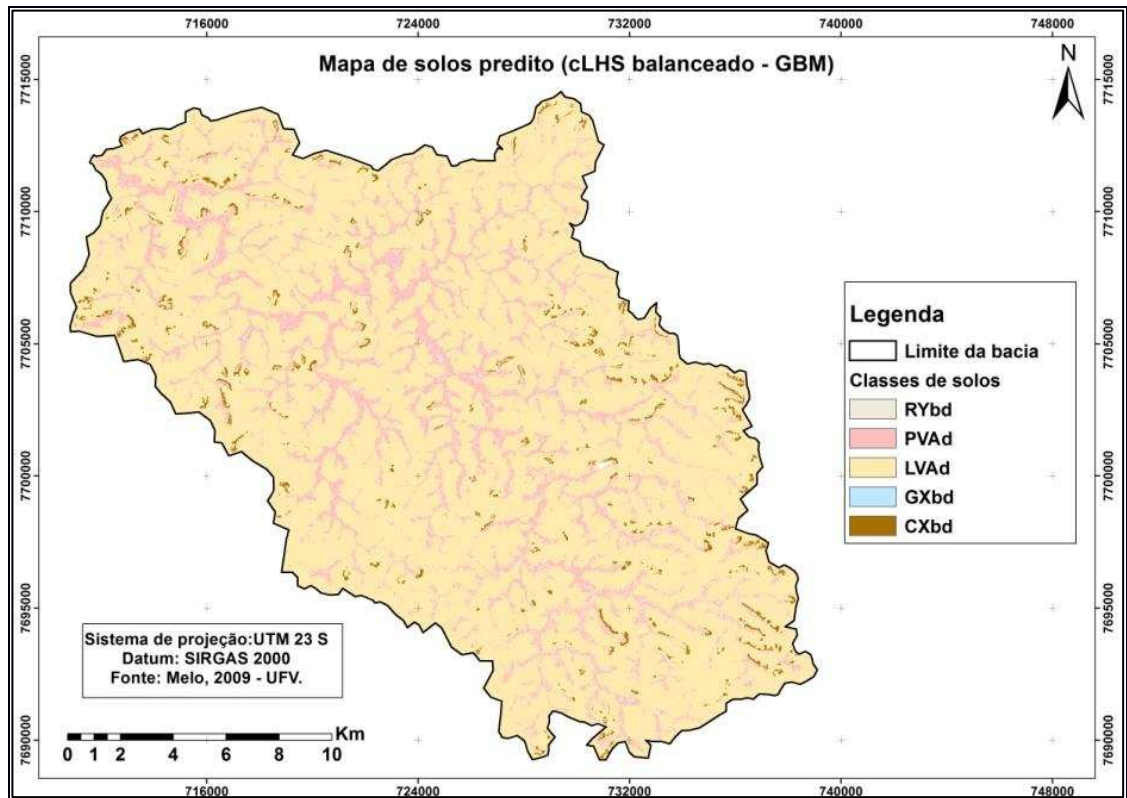 716000 724000 732000 740000 748000
Mapa de solos predito (cLHS balanceado - GBM)
N
7715000 7715000
7710000 7710000
Legenda
Limite da bacia
Classes de solos
RYbd
PVAd
LVAd
GXbd
CXbd
7705000 7705000
7700000 7700000
7695000 7695000
Sistema de projeção:UTM 23 S
Datum: SIRGAS 2000
Fonte: Melo, 2009 - UFV.
7690000 7690000
Km
0 1 2 4 6 8 10
716000 724000 732000 740000 748000